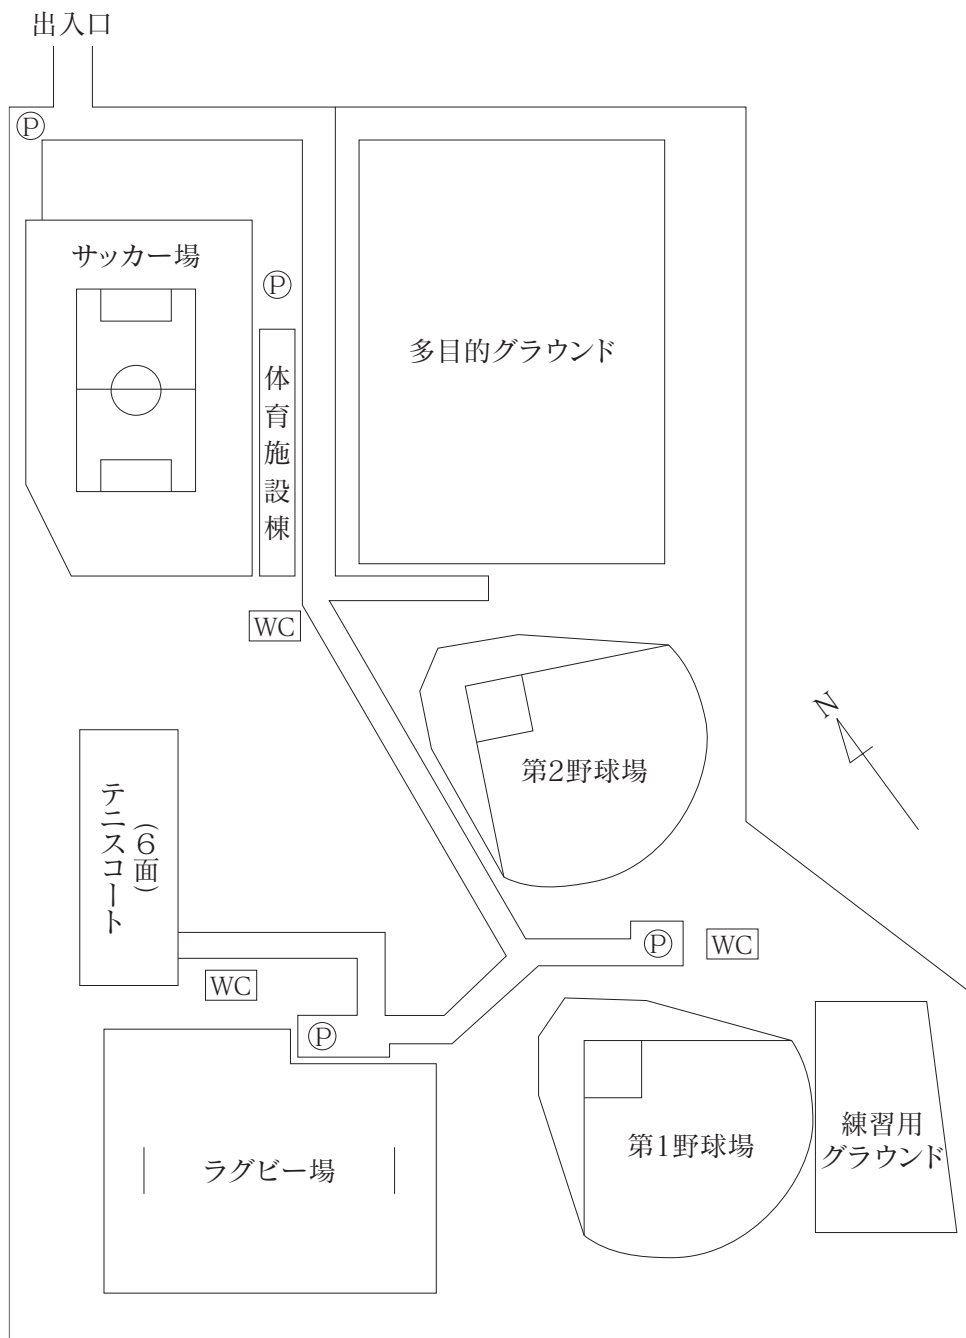 出入口
Ⓟ
サッカー場
Ⓟ
多目的グラウンド
体育施設棟
WC
N
第2野球場
テニスコート
(6面)
Ⓟ
WC
WC
Ⓟ
練習用
グラウンド
第1野球場
ラグビー場